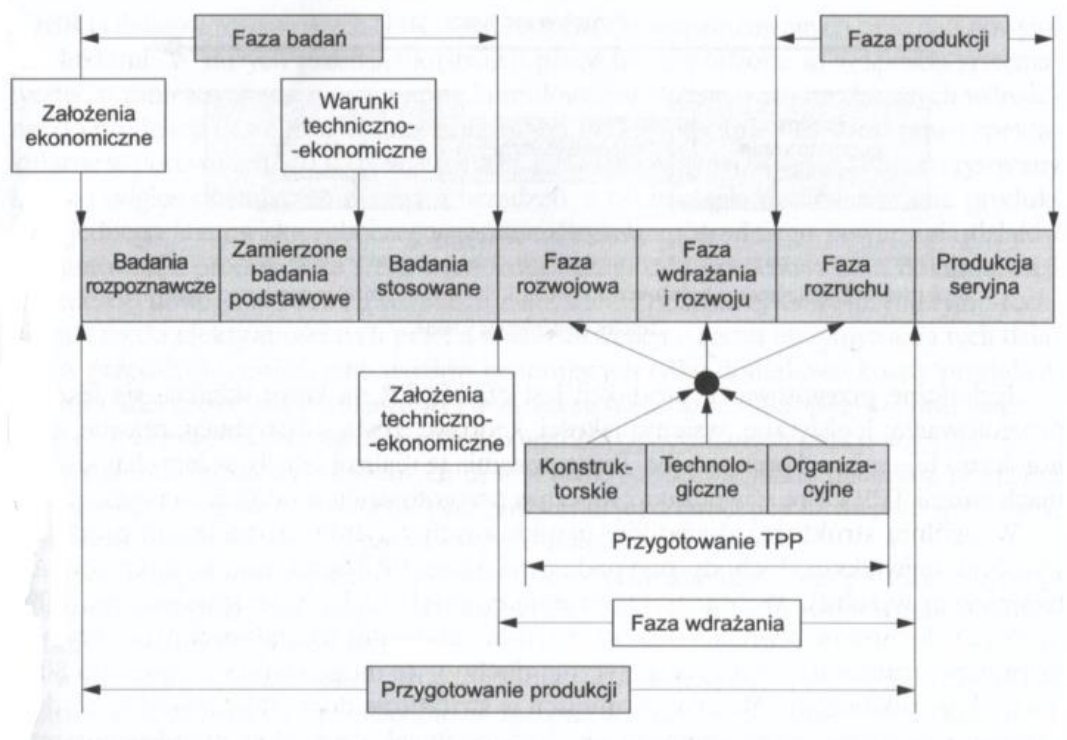 Faza badań
Faza produkcji
Założenia
ekonomiczne
Warunki
techniczno-
-ekonomiczne
Badania
rozpoznawcze
Zamierzone
badania
podstawowe
Badania
stosowane
Faza
rozwojowa
Faza
wdrażania
i rozwoju
Faza
rozruchu
Produkcja
seryjna
Założenia
techniczno-
-ekonomiczne
Konstruk-
torskie
Technolo-
giczne
Organiza-
cyjne
Przygotowanie TPP
Faza wdrażania
Przygotowanie produkcji